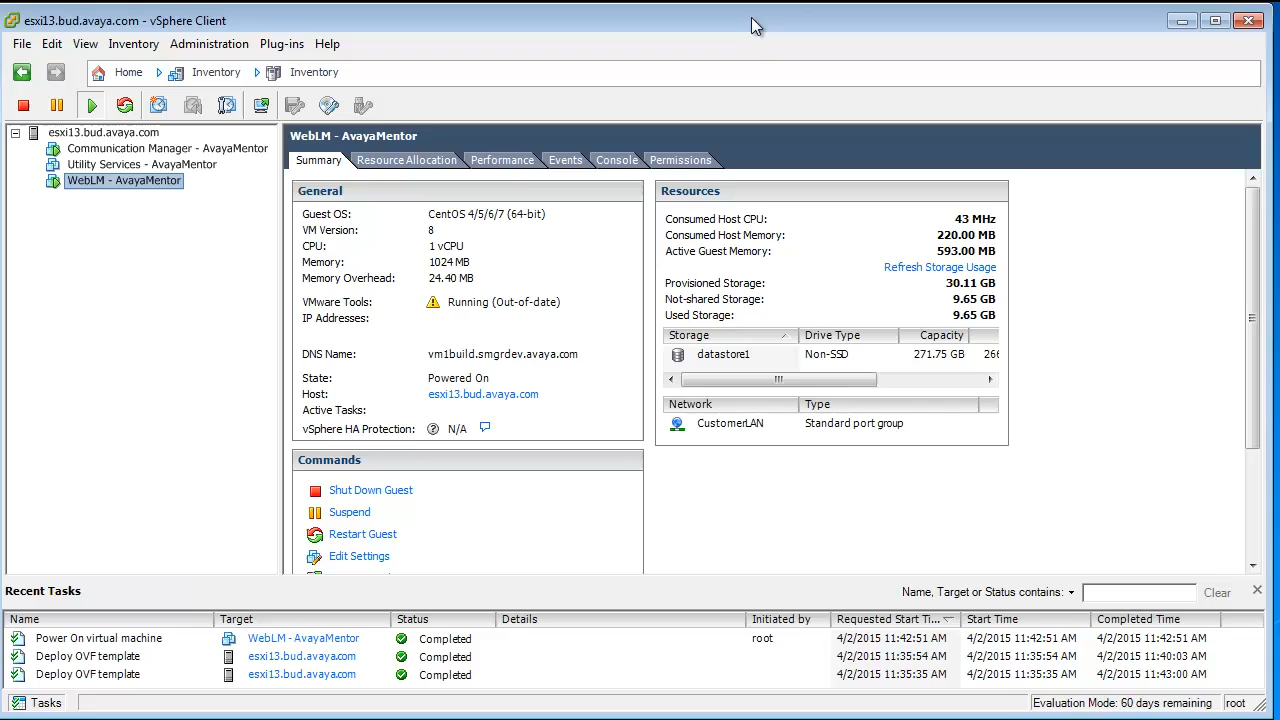 esxi13.bud.avaya.com - vSphere Client
File Edit View Inventory Administration Plug-ins Help
Home Inventory Inventory
esxi13.bud.avaya.com
Communication Manager - AvayaMentor
Utility Services - AvayaMentor
WebLM - AvayaMentor
WebLM - AvayaMentor
Summary Resource Allocation Performance Events Console Permissions
General
Guest OS: CentOS 4/5/6/7 (64-bit)
VM Version: 8
CPU: 1 vCPU
Memory: 1024 MB
Memory Overhead: 24.40 MB
VMware Tools: Running (Out-of-date)
IP Addresses:
DNS Name: vm1build.smgrdev.avaya.com
State: Powered On
Host: esxi13.bud.avaya.com
Active Tasks:
vSphere HA Protection: N/A
Commands
Shut Down Guest
Suspend
Restart Guest
Edit Settings
Resources
Consumed Host CPU: 43 MHz
Consumed Host Memory: 220.00 MB
Active Guest Memory: 593.00 MB
Refresh Storage Usage
Provisioned Storage: 30.11 GB
Not-shared Storage: 9.65 GB
Used Storage: 9.65 GB
Storage Drive Type Capacity
datastore1 Non-SSD 271.75 GB 266
Network Type
CustomerLAN Standard port group
Recent Tasks
Name, Target or Status contains: Clear
Name Target Status Details Initiated by Requested Start Ti... Start Time Completed Time
Power On virtual machine WebLM - AvayaMentor Completed root 4/2/2015 11:42:51 AM 4/2/2015 11:42:51 AM 4/2/2015 11:42:51 AM
Deploy OVF template esxi13.bud.avaya.com Completed 4/2/2015 11:35:54 AM 4/2/2015 11:35:54 AM 4/2/2015 11:40:03 AM
Deploy OVF template esxi13.bud.avaya.com Completed 4/2/2015 11:35:35 AM 4/2/2015 11:35:35 AM 4/2/2015 11:43:00 AM
Tasks Evaluation Mode: 60 days remaining root